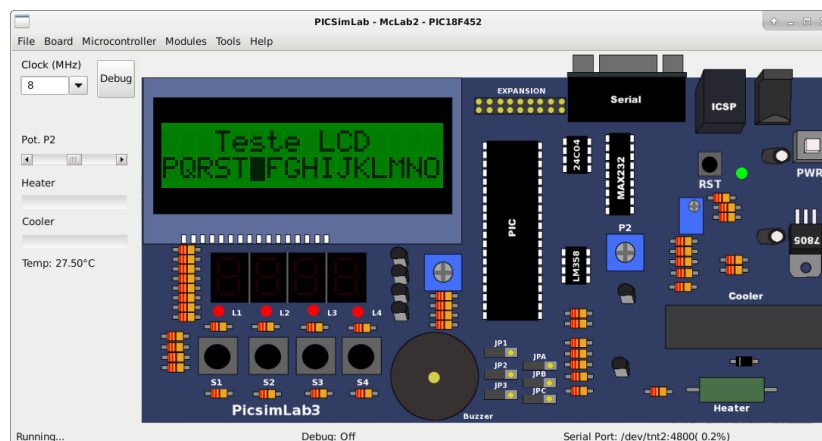 PICSimLab - McLab2 - PIC18F452
File Board Microcontroller Modules Tools Help
Clock (MHz)
8
Debug
Pot. P2
Heater
Cooler
Temp: 27.50°C
Teste LCD
PQRST█FGHIJKLMNO
EXPANSION
Serial
ICSP
24C04
MAX232
RST
PWR
PIC
P2
7805
LM358
L1 L2 L3 L4
Cooler
JP1
JPA
JP2
JPB
JP3
JPC
S1 S2 S3 S4
PicsimLab3
Buzzer
Heater
Running...
Debug: Off
Serial Port: /dev/tnt2:4800( 0.2%)